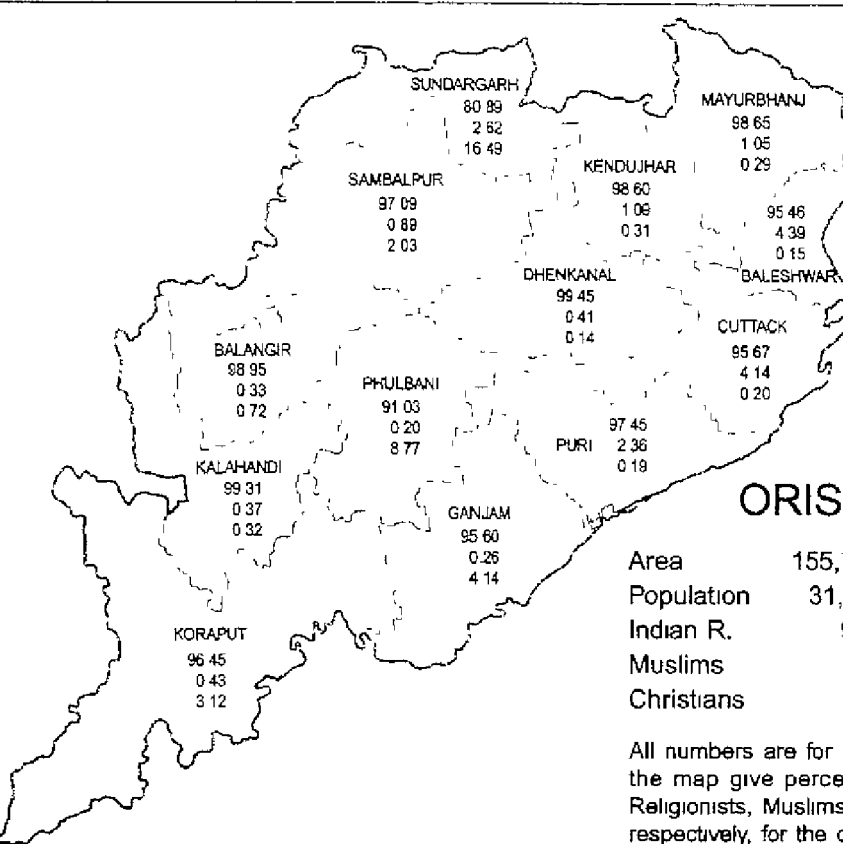 SUNDARGARH
80 89
2 62
16 49
MAYURBHANJ
98 65
1 05
0 29
KENDUJHAR
98 60
1 09
0 31
SAMBALPUR
97 09
0 89
2 03
95 46
4 39
0 15
BALESHWAR
DHENKANAL
99 45
0 41
0 14
CUTTACK
95 67
4 14
0 20
BALANGIR
98 95
0 33
0 72
PHULBANI
91 03
0 20
8 77
PURI
97 45
2 36
0 19
KALAHANDI
99 31
0 37
0 32
GANJAM
95 60
0 26
4 14
KORAPUT
96 45
0 43
3 12
ORIS
Area 155,
Population 31,
Indian R.
Muslims
Christians
All numbers are for
the map give perce
Religionists, Muslims
respectively, for the